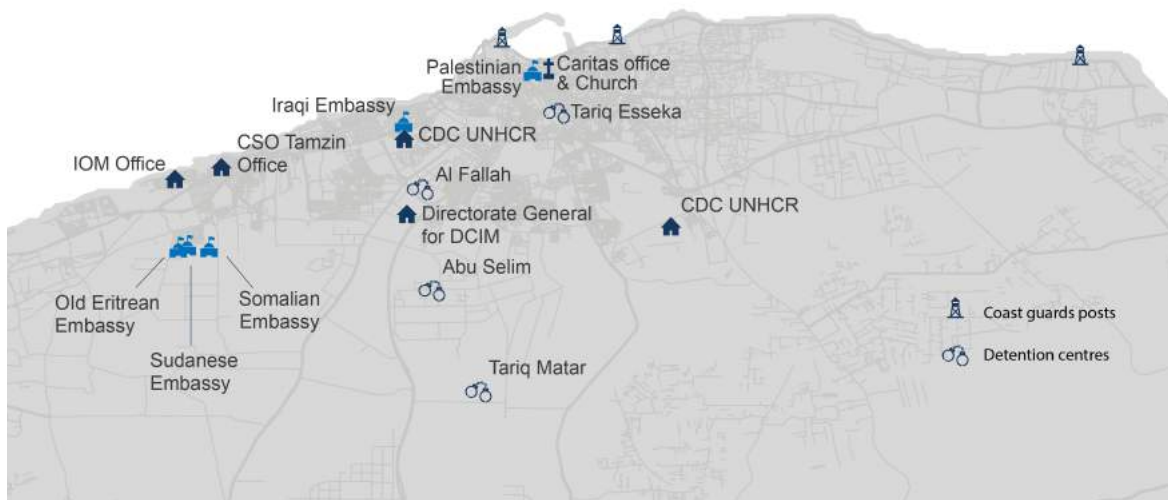 Palestinian
Embassy
Caritas office
& Church
Iraqi Embassy
Tariq Esseka
CDC UNHCR
CSO Tamzin
Office
IOM Office
Al Fallah
Directorate General
for DCIM
CDC UNHCR
Abu Selim
Old Eritrean
Embassy
Somalian
Embassy
Sudanese
Embassy
Tariq Matar
Coast guards posts
Detention centres